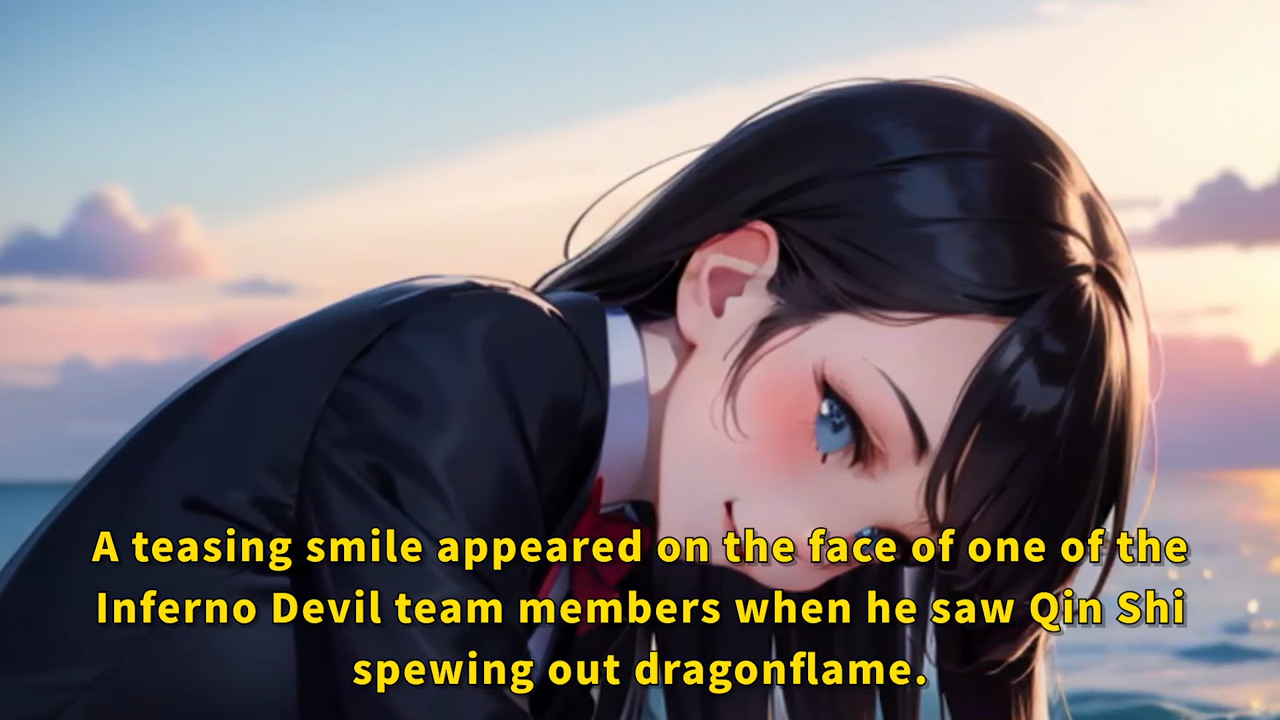 A teasing smile appeared on the face of one of the
Inferno Devil team members when he saw Qin Shi
spewing out dragonflame.